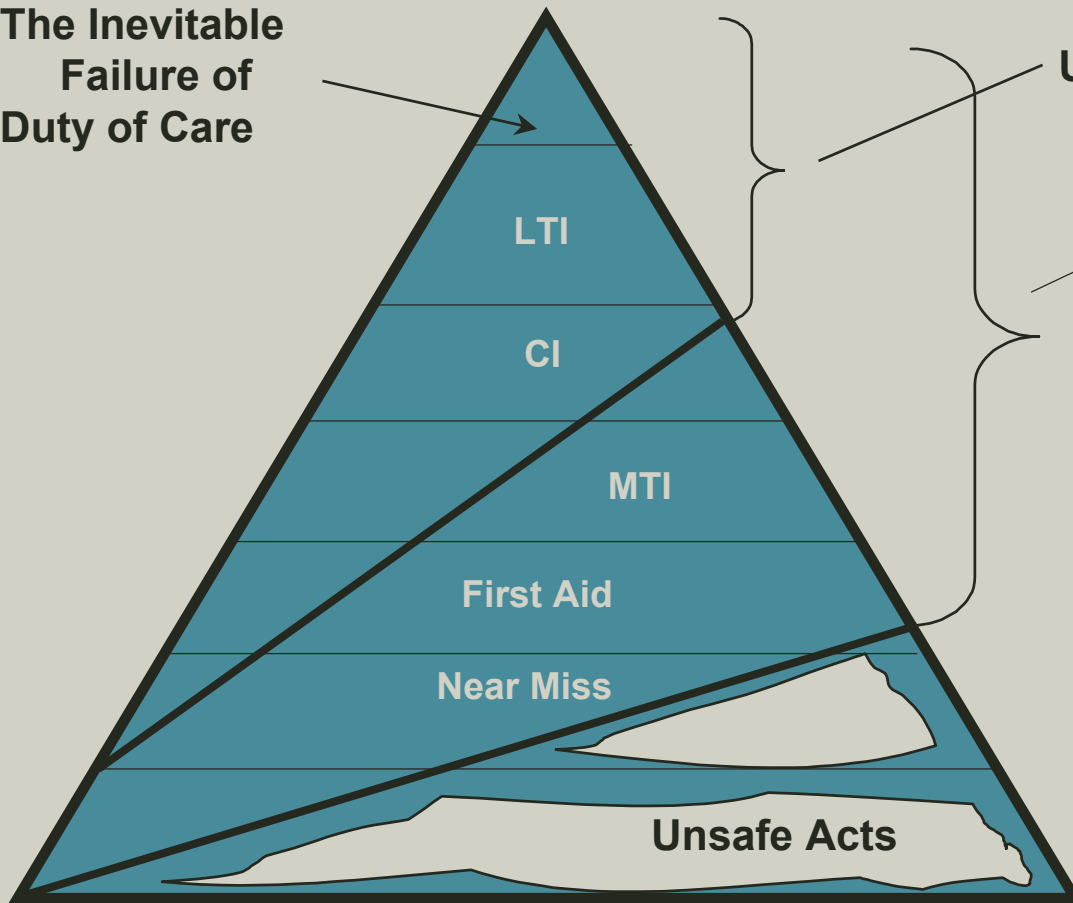 The Inevitable
Failure of
Duty of Care
U
LTI
CI
MTI
First Aid
Near Miss
Unsafe Acts